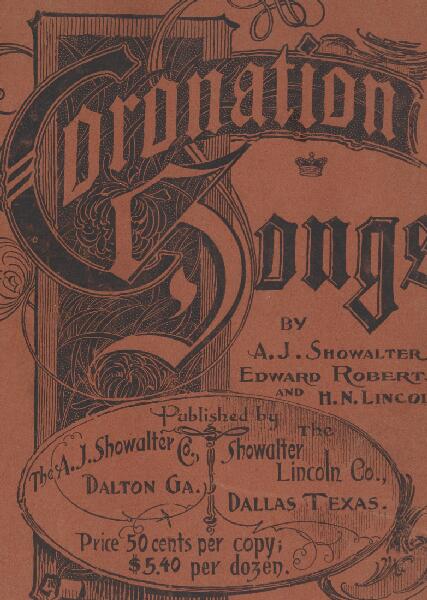 Coronation
Songs
BY
A. J. SHOWALTER
EDWARD ROBERT
AND H. N. LINCOL
Published by
The A. J. Showalter Co.,
DALTON GA.
The
Showalter
Lincoln Co.,
DALLAS TEXAS.
Price 50 cents per copy;
$5.40 per dozen.